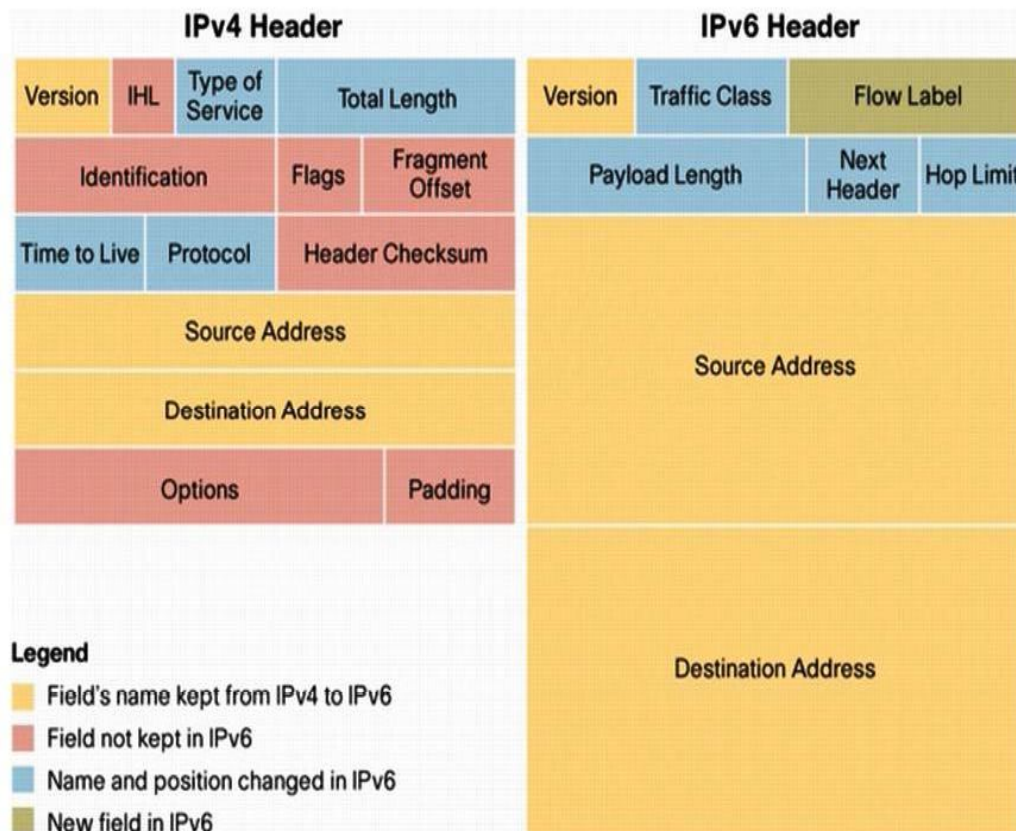 IPv4 Header
IPv6 Header
Version IHL Type of Service Total Length
Version Traffic Class Flow Label
Identification Flags Fragment Offset
Payload Length Next Header Hop Limit
Time to Live Protocol Header Checksum
Source Address
Source Address
Destination Address
Options Padding
Destination Address
Legend
Field's name kept from IPv4 to IPv6
Field not kept in IPv6
Name and position changed in IPv6
New field in IPv6